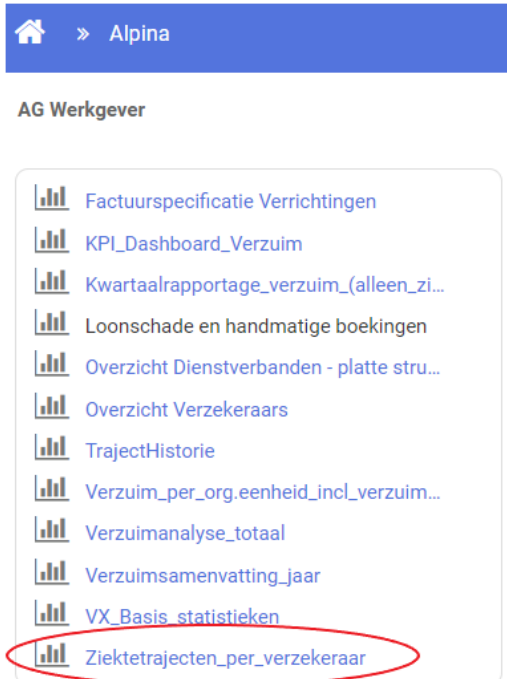 » Alpina
AG Werkgever
Factuurspecificatie Verrichtingen
KPI_Dashboard_Verzuim
Kwartaalrapportage_verzuim_(alleen_zi...
Loonschade en handmatige boekingen
Overzicht Dienstverbanden - platte stru...
Overzicht Verzekeraars
TrajectHistorie
Verzuim_per_org.eenheid_incl_verzuim...
Verzuimanalyse_totaal
Verzuimsamenvatting_jaar
VX_Basis_statistieken
Ziektetrajecten_per_verzekeraar